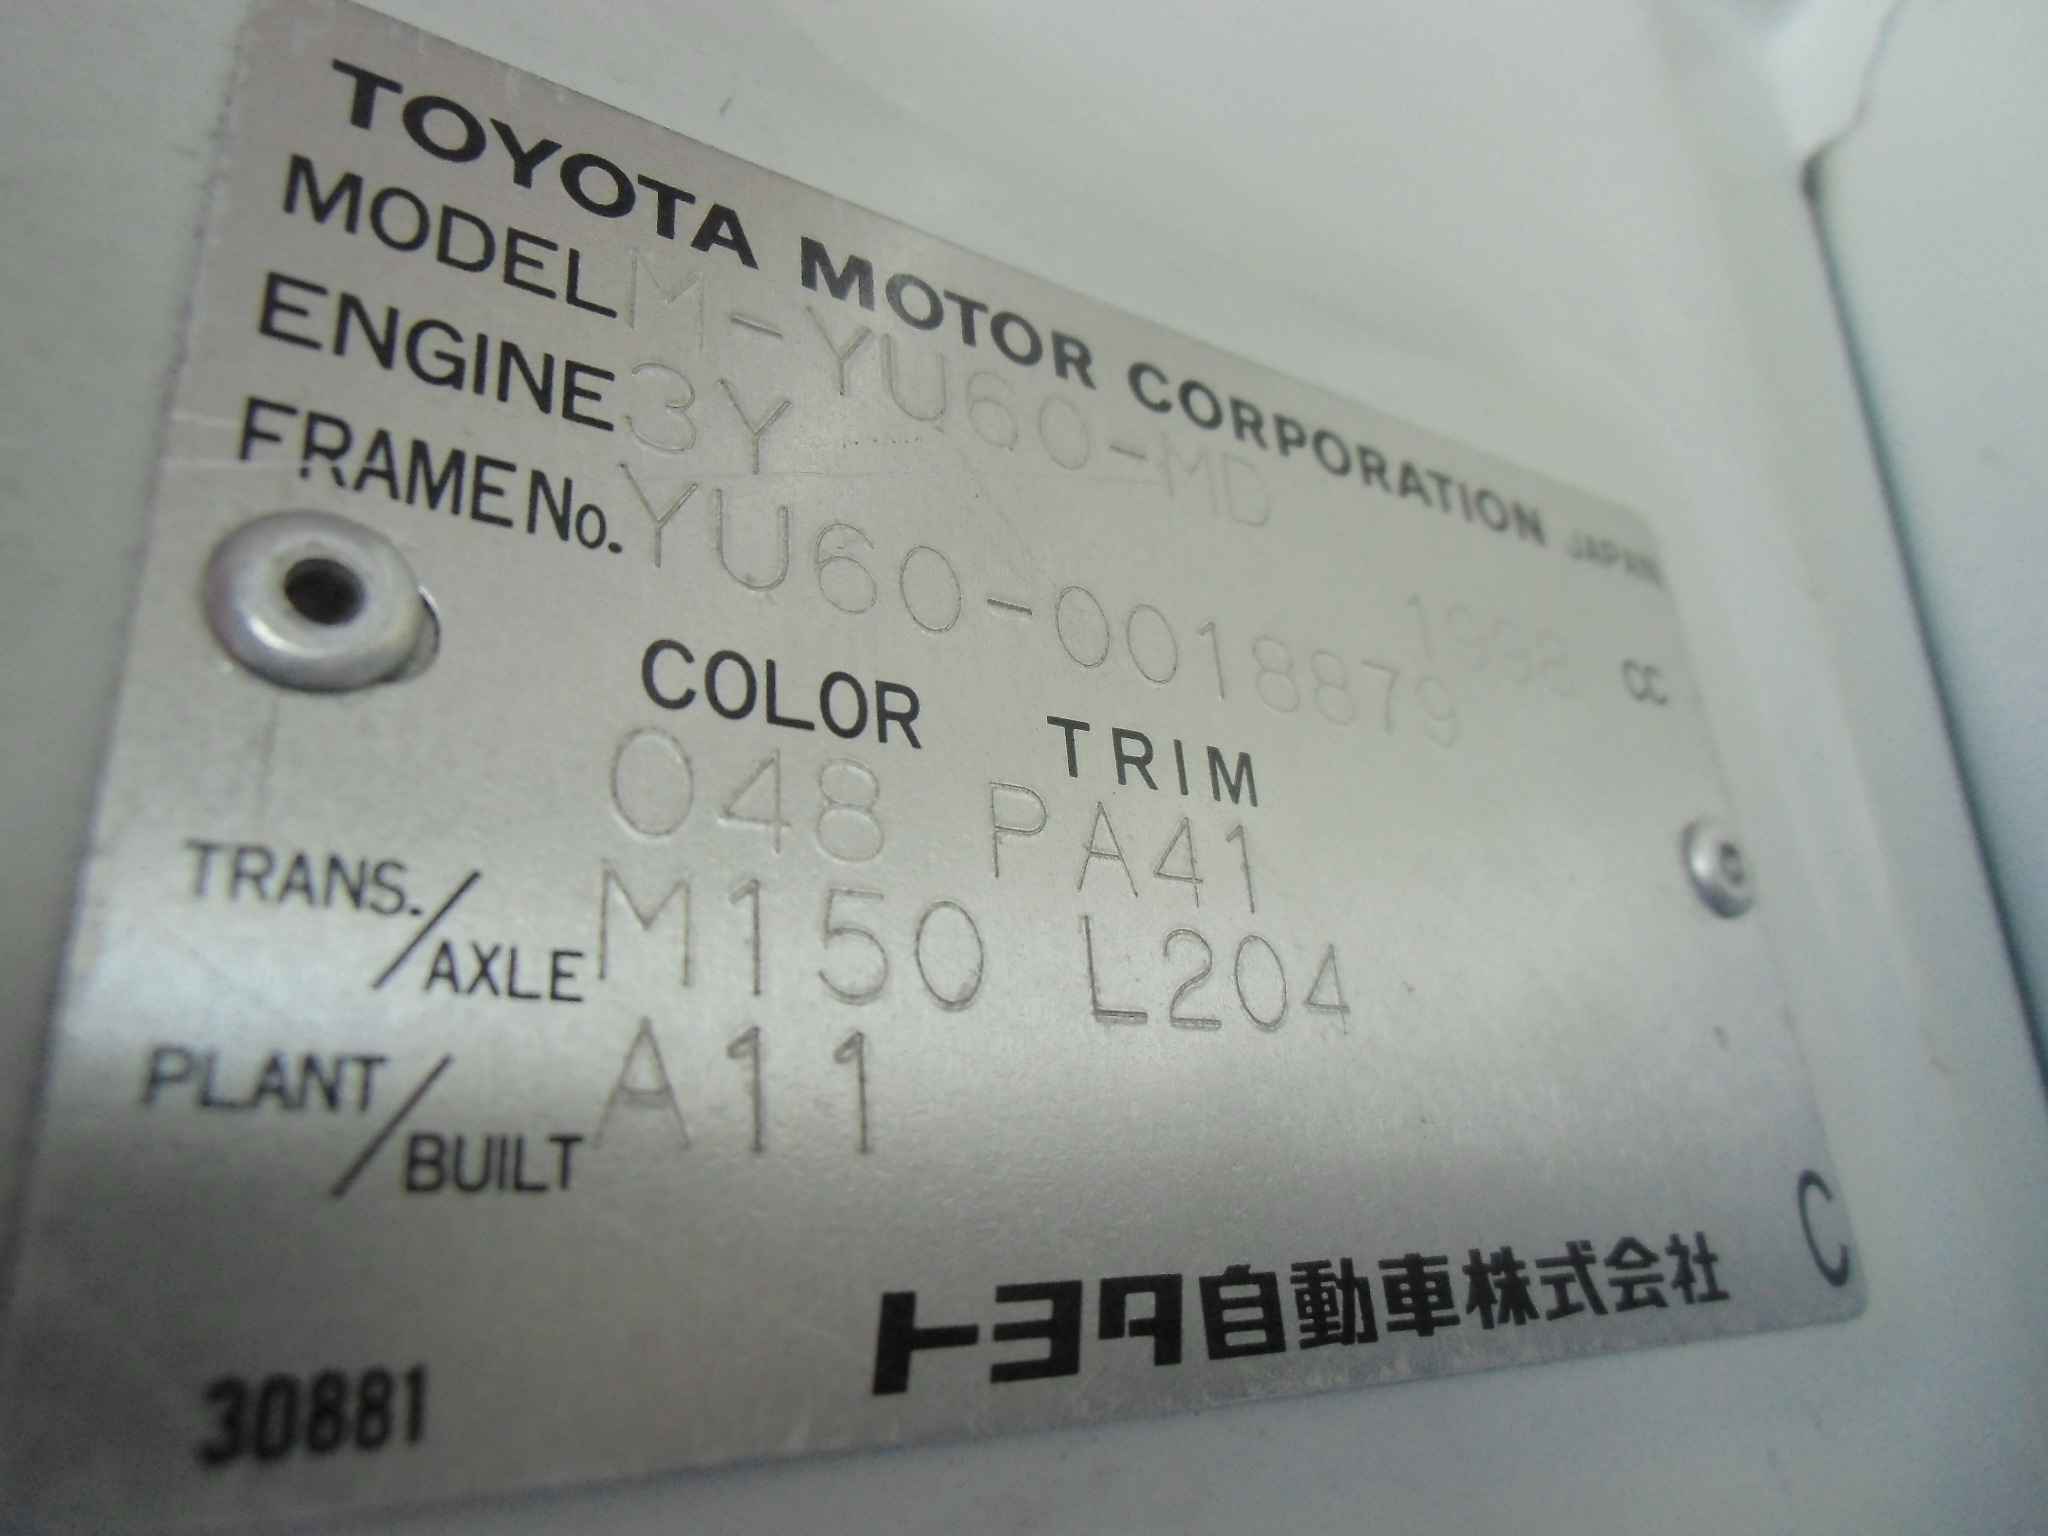 TOYOTA MOTOR CORPORATION JAPAN
MODEL M-YU60-MD
ENGINE 3Y 1998 CC
FRAME No. YU60-0018879
COLOR TRIM
048 PA41
TRANS./AXLE M150 L204
PLANT/BUILT A11
トヨタ自動車株式会社 C
30881